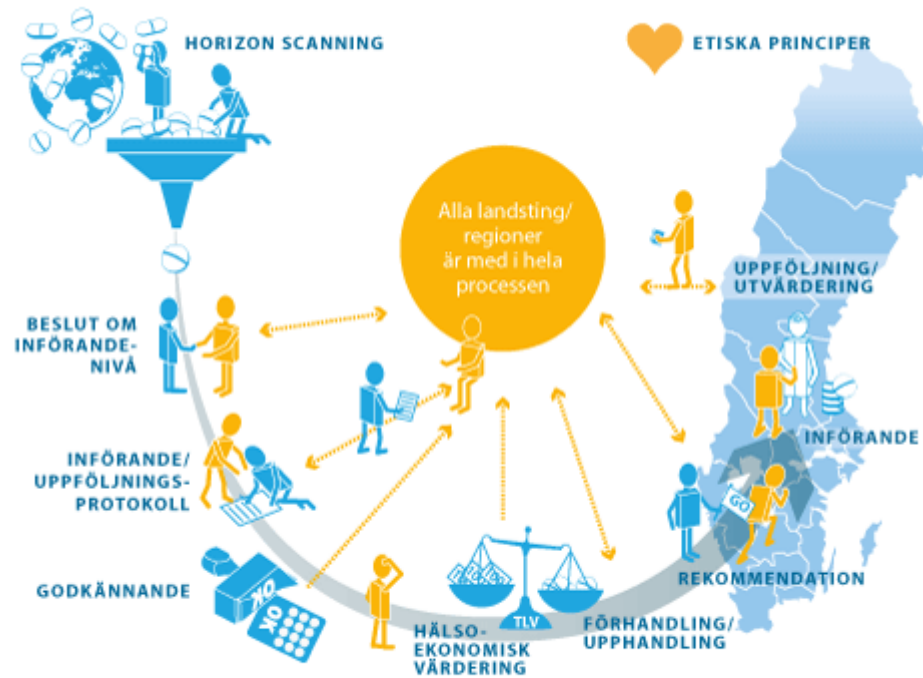 HORIZON SCANNING
ETISKA PRINCIPER
Alla landsting/
regioner
är med i hela
processen
UPPFÖLJNING/
UTVÄRDERING
BESLUT OM
INFÖRANDE-
NIVÅ
INFÖRANDE
INFÖRANDE/
UPPFÖLJNINGS-
PROTOKOLL
GO
REKOMMENDATION
GODKÄNNANDE
OK
OK
TLV
HÄLSO-
EKONOMISK
VÄRDERING
FÖRHANDLING/
UPPHANDLING